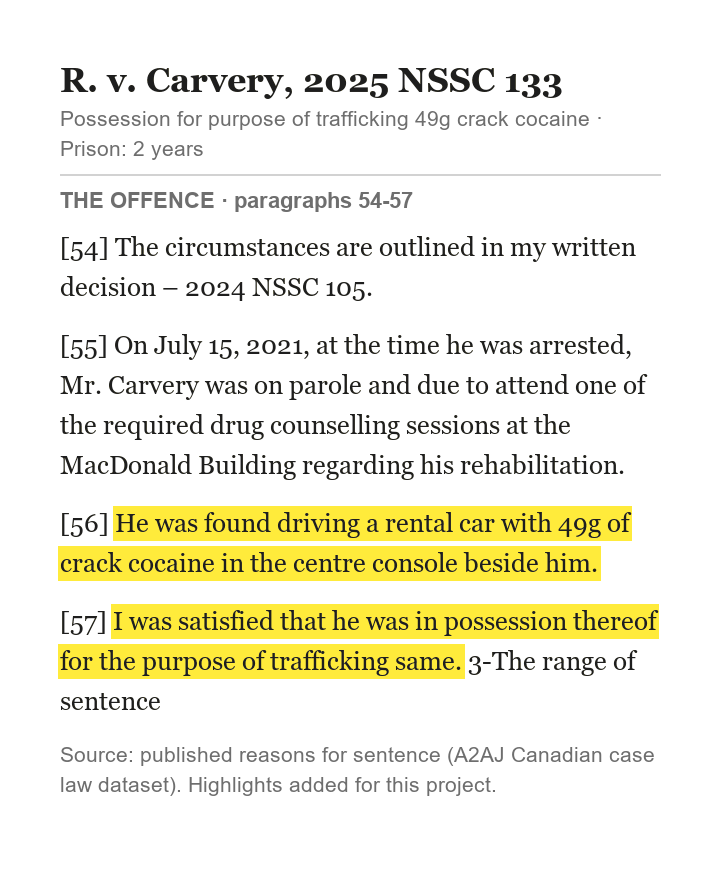 R. v. Carvery, 2025 NSSC 133
Possession for purpose of trafficking 49g crack cocaine ·
Prison: 2 years
THE OFFENCE · paragraphs 54-57
[54] The circumstances are outlined in my written
decision – 2024 NSSC 105.
[55] On July 15, 2021, at the time he was arrested,
Mr. Carvery was on parole and due to attend one of
the required drug counselling sessions at the
MacDonald Building regarding his rehabilitation.
[56] He was found driving a rental car with 49g of
crack cocaine in the centre console beside him.
[57] I was satisfied that he was in possession thereof
for the purpose of trafficking same. 3-The range of
sentence
Source: published reasons for sentence (A2AJ Canadian case
law dataset). Highlights added for this project.